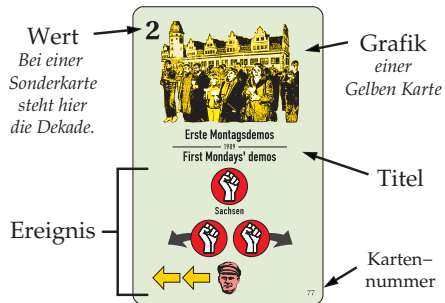 Wert
Bei einer
Sonderkarte
steht hier
die Dekade.
2
Grafik
einer
Gelben Karte
Erste Montagsdemos
1989
First Mondays' demos
Titel
Sachsen
Ereignis
Karten–
nummer
77